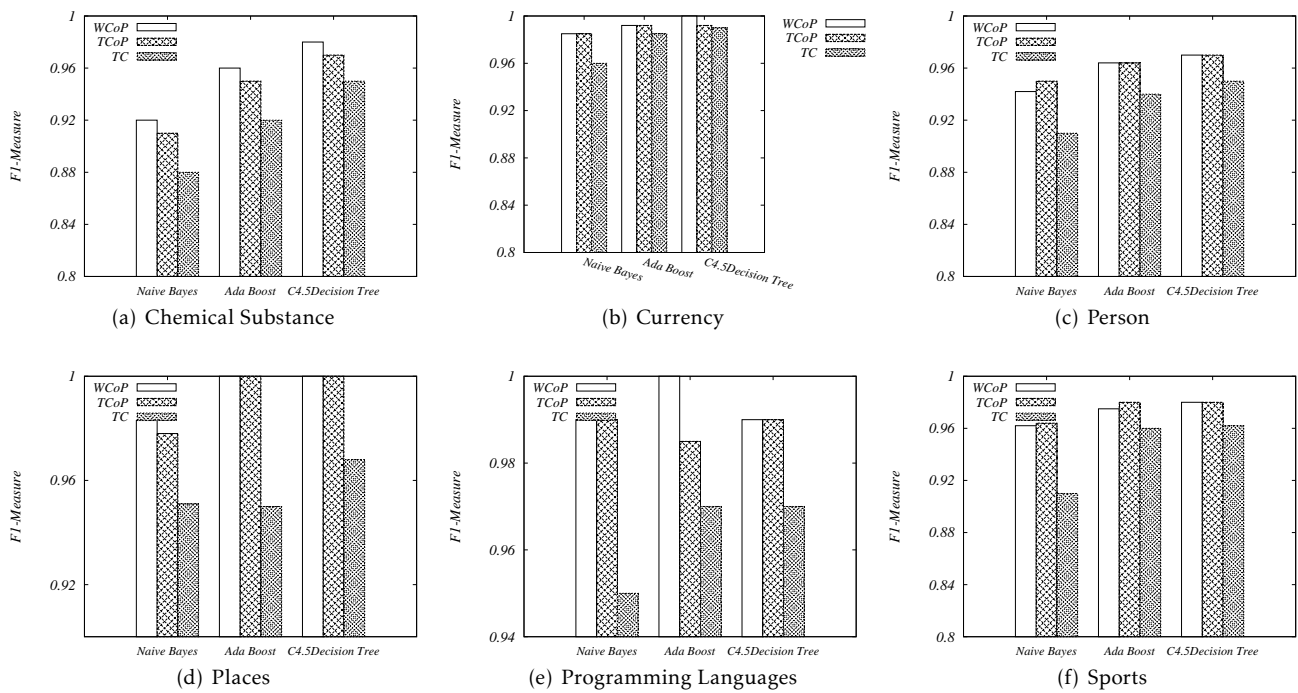 1
0.96
0.92
0.88
0.84
0.8
F1-Measure
WCoP
TCoP
TC
Naive Bayes Ada Boost C4.5Decision Tree
(a) Chemical Substance
1
0.96
0.92
0.88
0.84
0.8
F1-Measure
WCoP
TCoP
TC
Naive Bayes Ada Boost C4.5Decision Tree
(b) Currency
1
0.96
0.92
0.88
0.84
0.8
F1-Measure
WCoP
TCoP
TC
Naive Bayes Ada Boost C4.5Decision Tree
(c) Person
1
0.96
0.92
F1-Measure
WCoP
TCoP
TC
Naive Bayes Ada Boost C4.5Decision Tree
(d) Places
1
0.98
0.96
0.94
F1-Measure
WCoP
TCoP
TC
Naive Bayes Ada Boost C4.5Decision Tree
(e) Programming Languages
1
0.96
0.92
0.88
0.84
0.8
F1-Measure
WCoP
TCoP
TC
Naive Bayes Ada Boost C4.5Decision Tree
(f) Sports